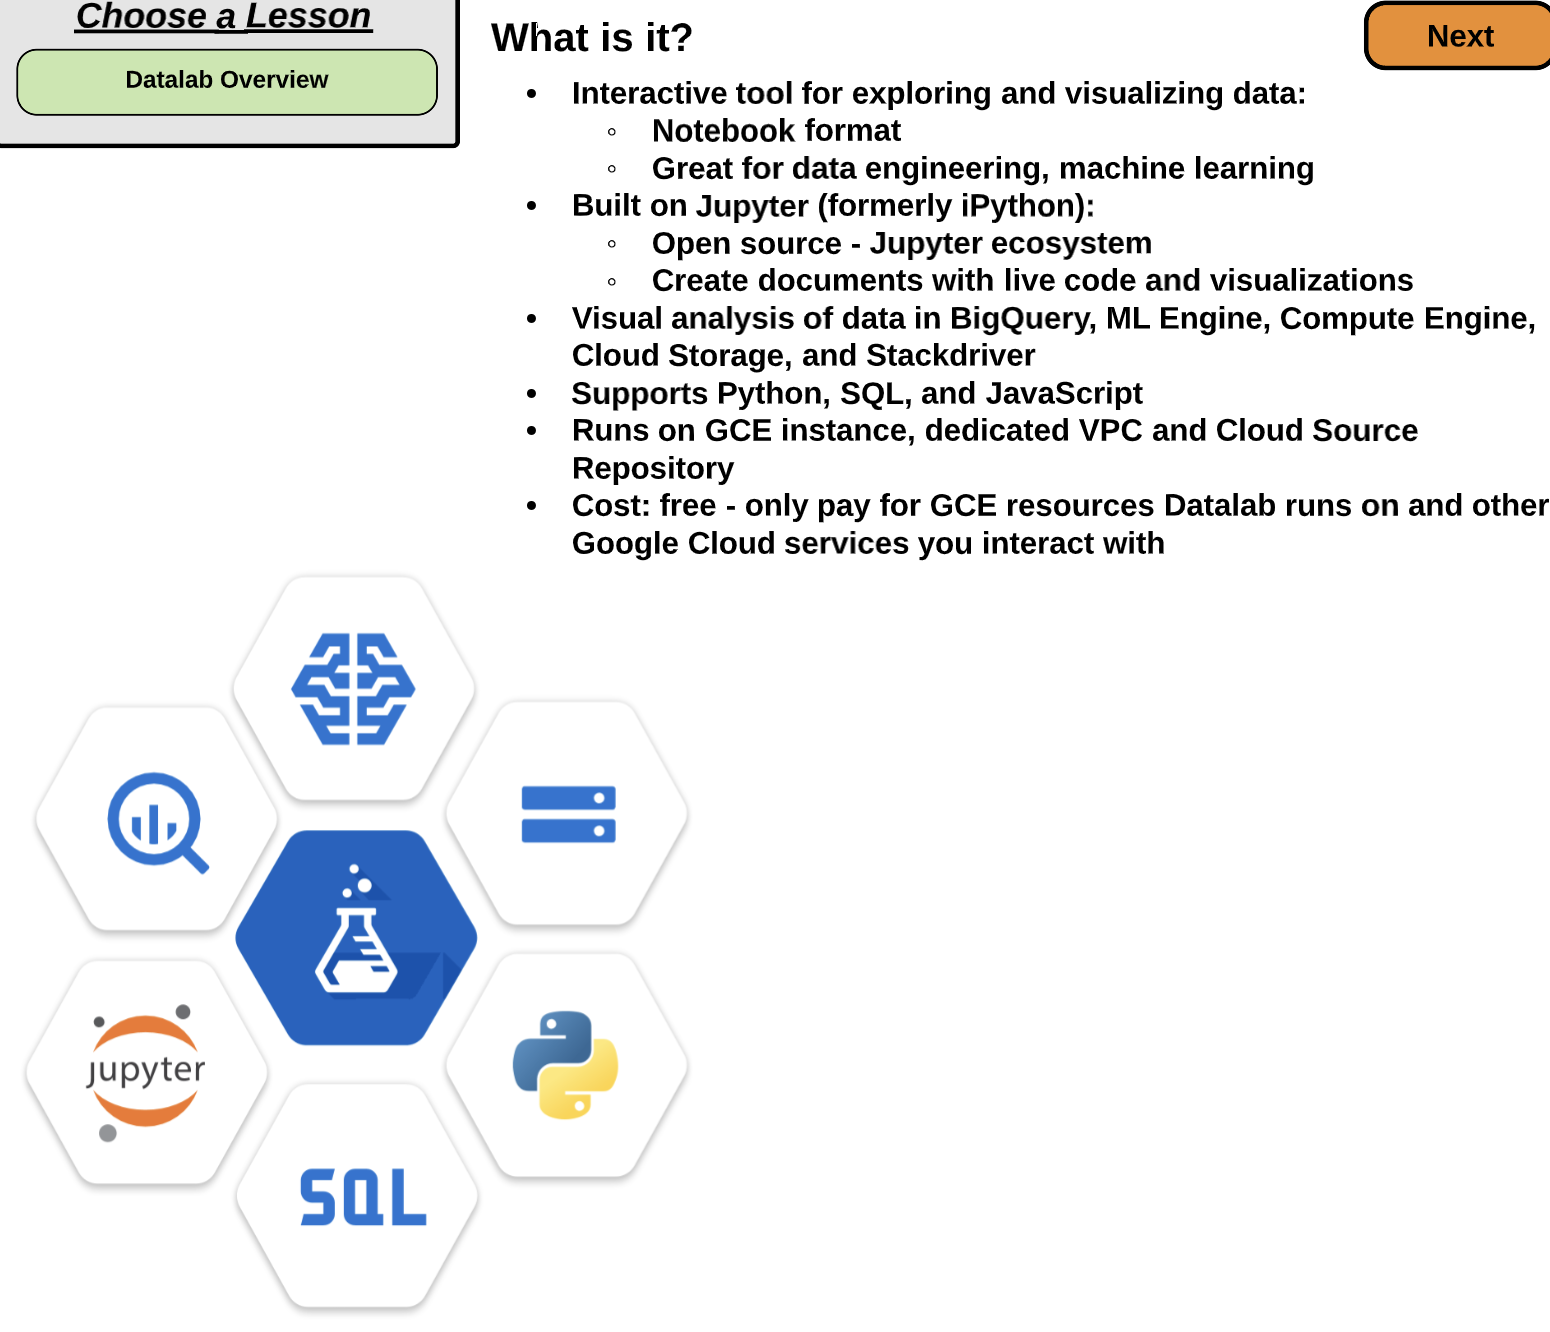 Choose a Lesson
Datalab Overview
What is it?
Next
• Interactive tool for exploring and visualizing data:
◦ Notebook format
◦ Great for data engineering, machine learning
• Built on Jupyter (formerly iPython):
◦ Open source - Jupyter ecosystem
◦ Create documents with live code and visualizations
• Visual analysis of data in BigQuery, ML Engine, Compute Engine,
Cloud Storage, and Stackdriver
• Supports Python, SQL, and JavaScript
• Runs on GCE instance, dedicated VPC and Cloud Source
Repository
• Cost: free - only pay for GCE resources Datalab runs on and other
Google Cloud services you interact with
jupyter
SQL